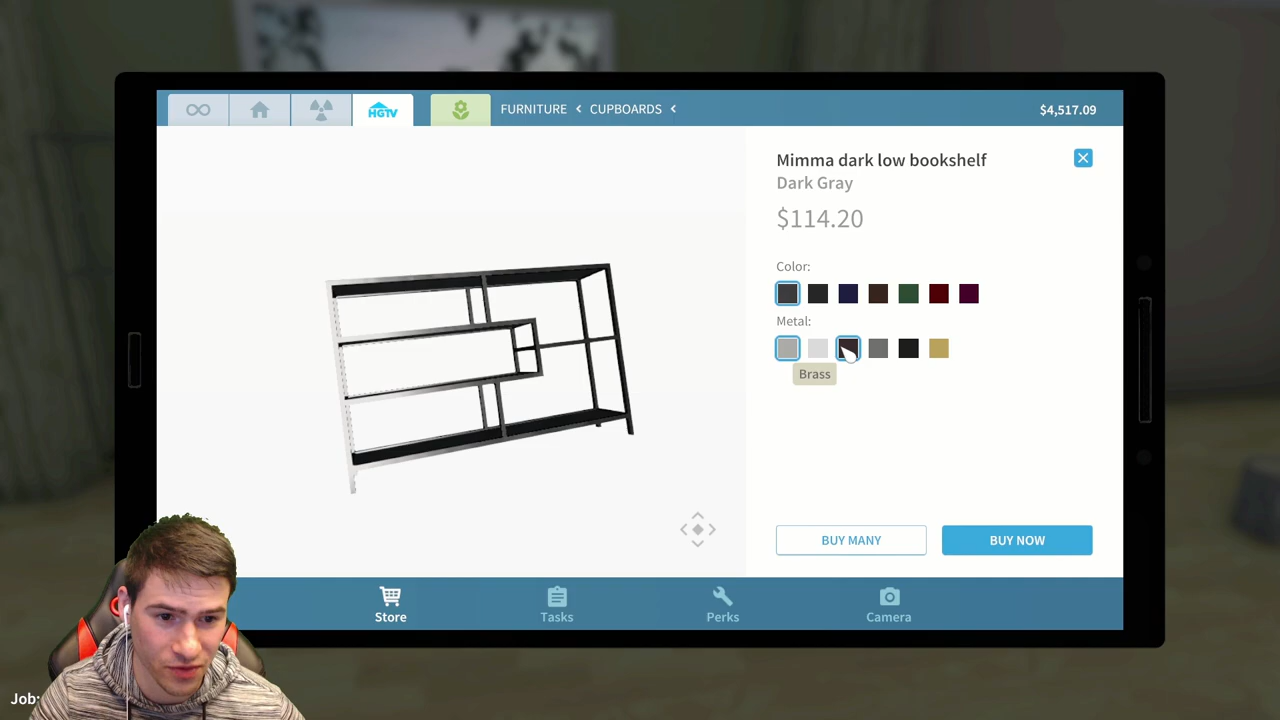 HGTV
FURNITURE < CUPBOARDS <
$4,517.09
Mimma dark low bookshelf
Dark Gray
$114.20
Color:
Metal:
Brass
BUY MANY
BUY NOW
Store
Tasks
Perks
Camera
Job: